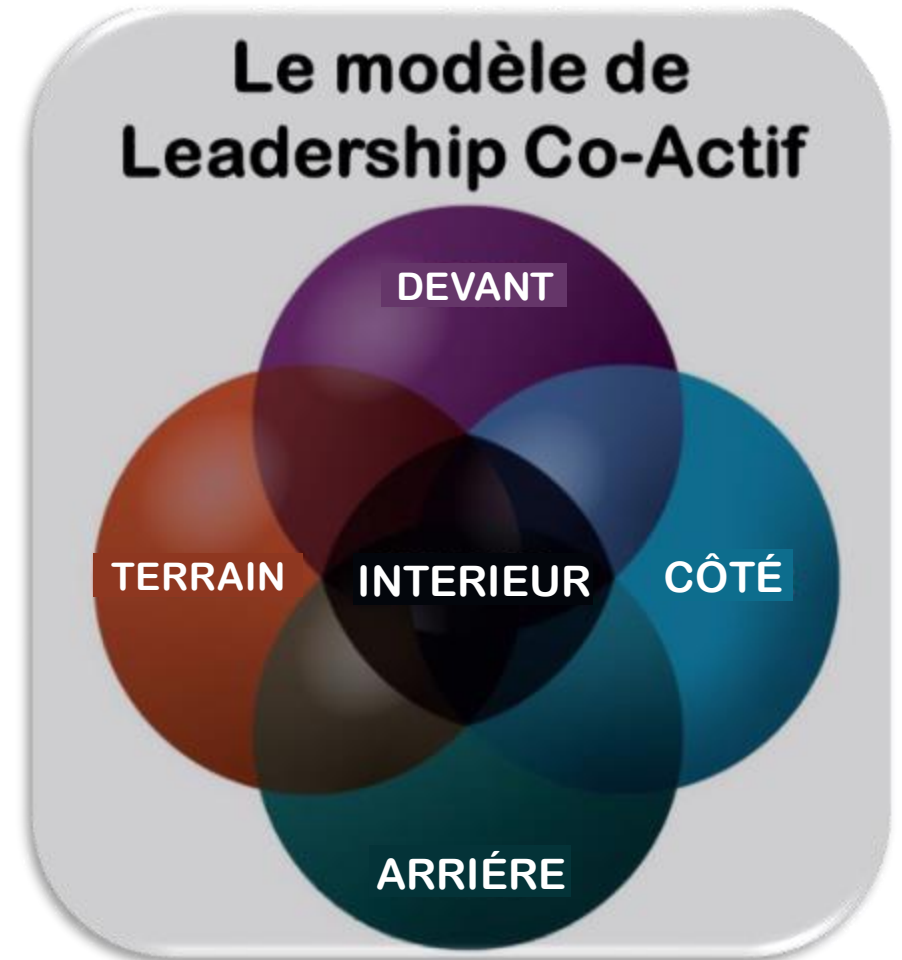 Le modèle de
Leadership Co-Actif
DEVANT
TERRAIN
INTERIEUR
CÔTÉ
ARRIÉRE